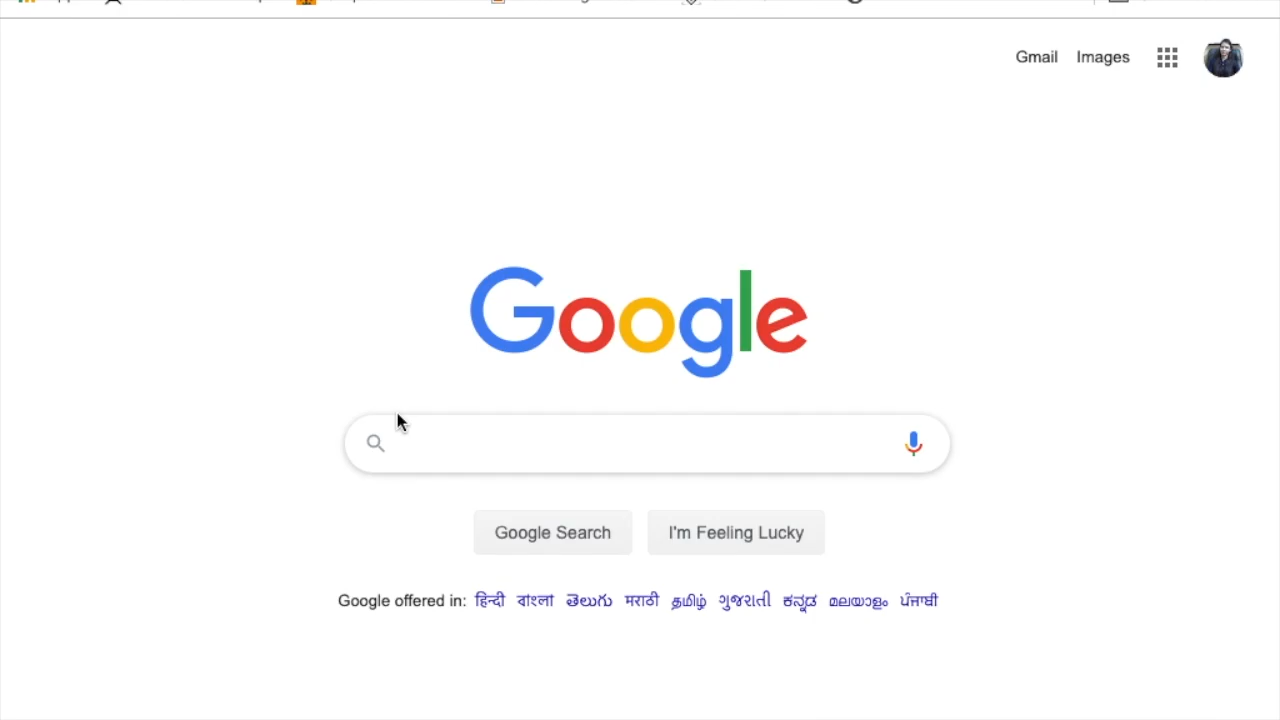 Gmail Images
Google
Google Search I'm Feeling Lucky
Google offered in: हिन्दी বাংলা తెలుగు मराठी தமிழ் ગુજરાતી ಕನ್ನಡ മലയാളം ਪੰਜਾਬੀ